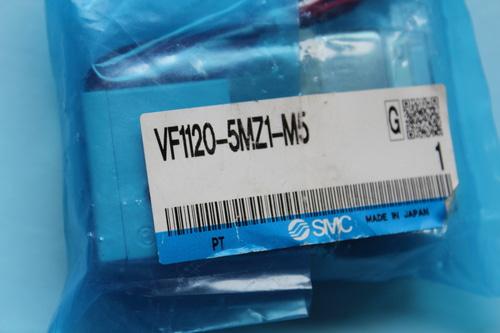 VF1120-5MZ1-M5
G
1
PT
SMC
MADE IN JAPAN